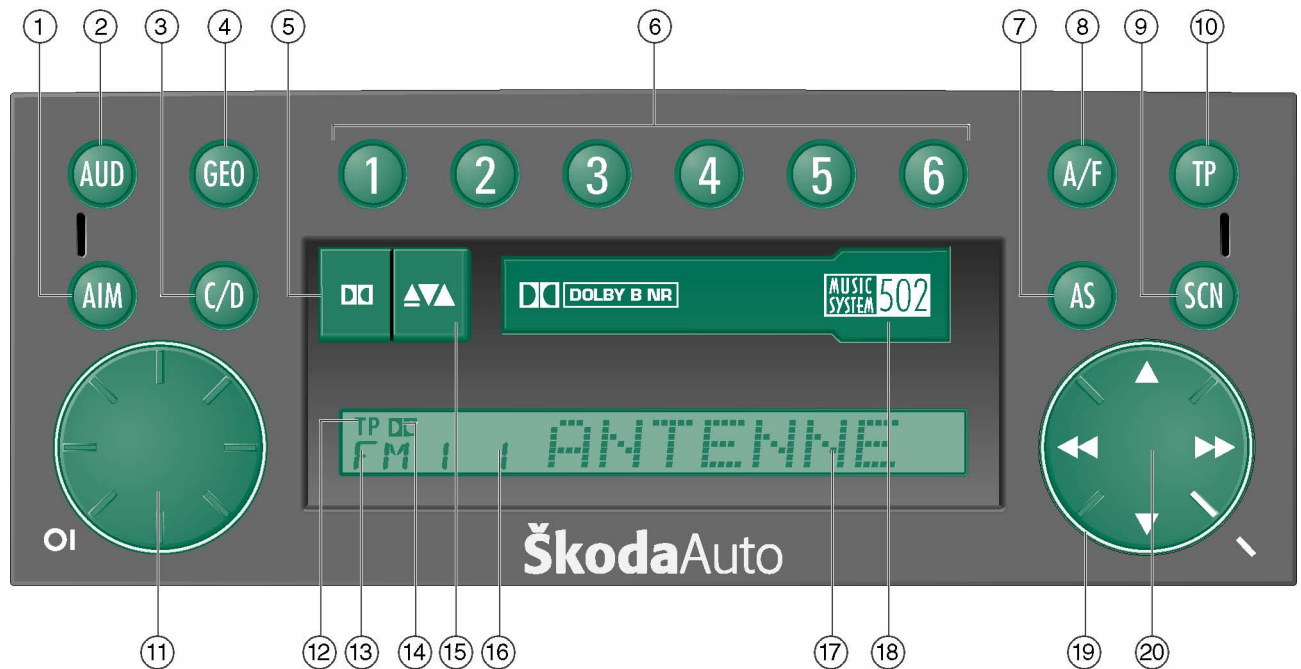 1 2 3 4 5 6 7 8 9 10
AUD GEO 1 2 3 4 5 6 A/F TP
AIM C/D AS SCN
DOLBY B NR
MUSIC
SYSTEM 502
TP
FM 1 1 ANTENNE
ŠkodaAuto
11 12 13 14 15 16 17 18 19 20